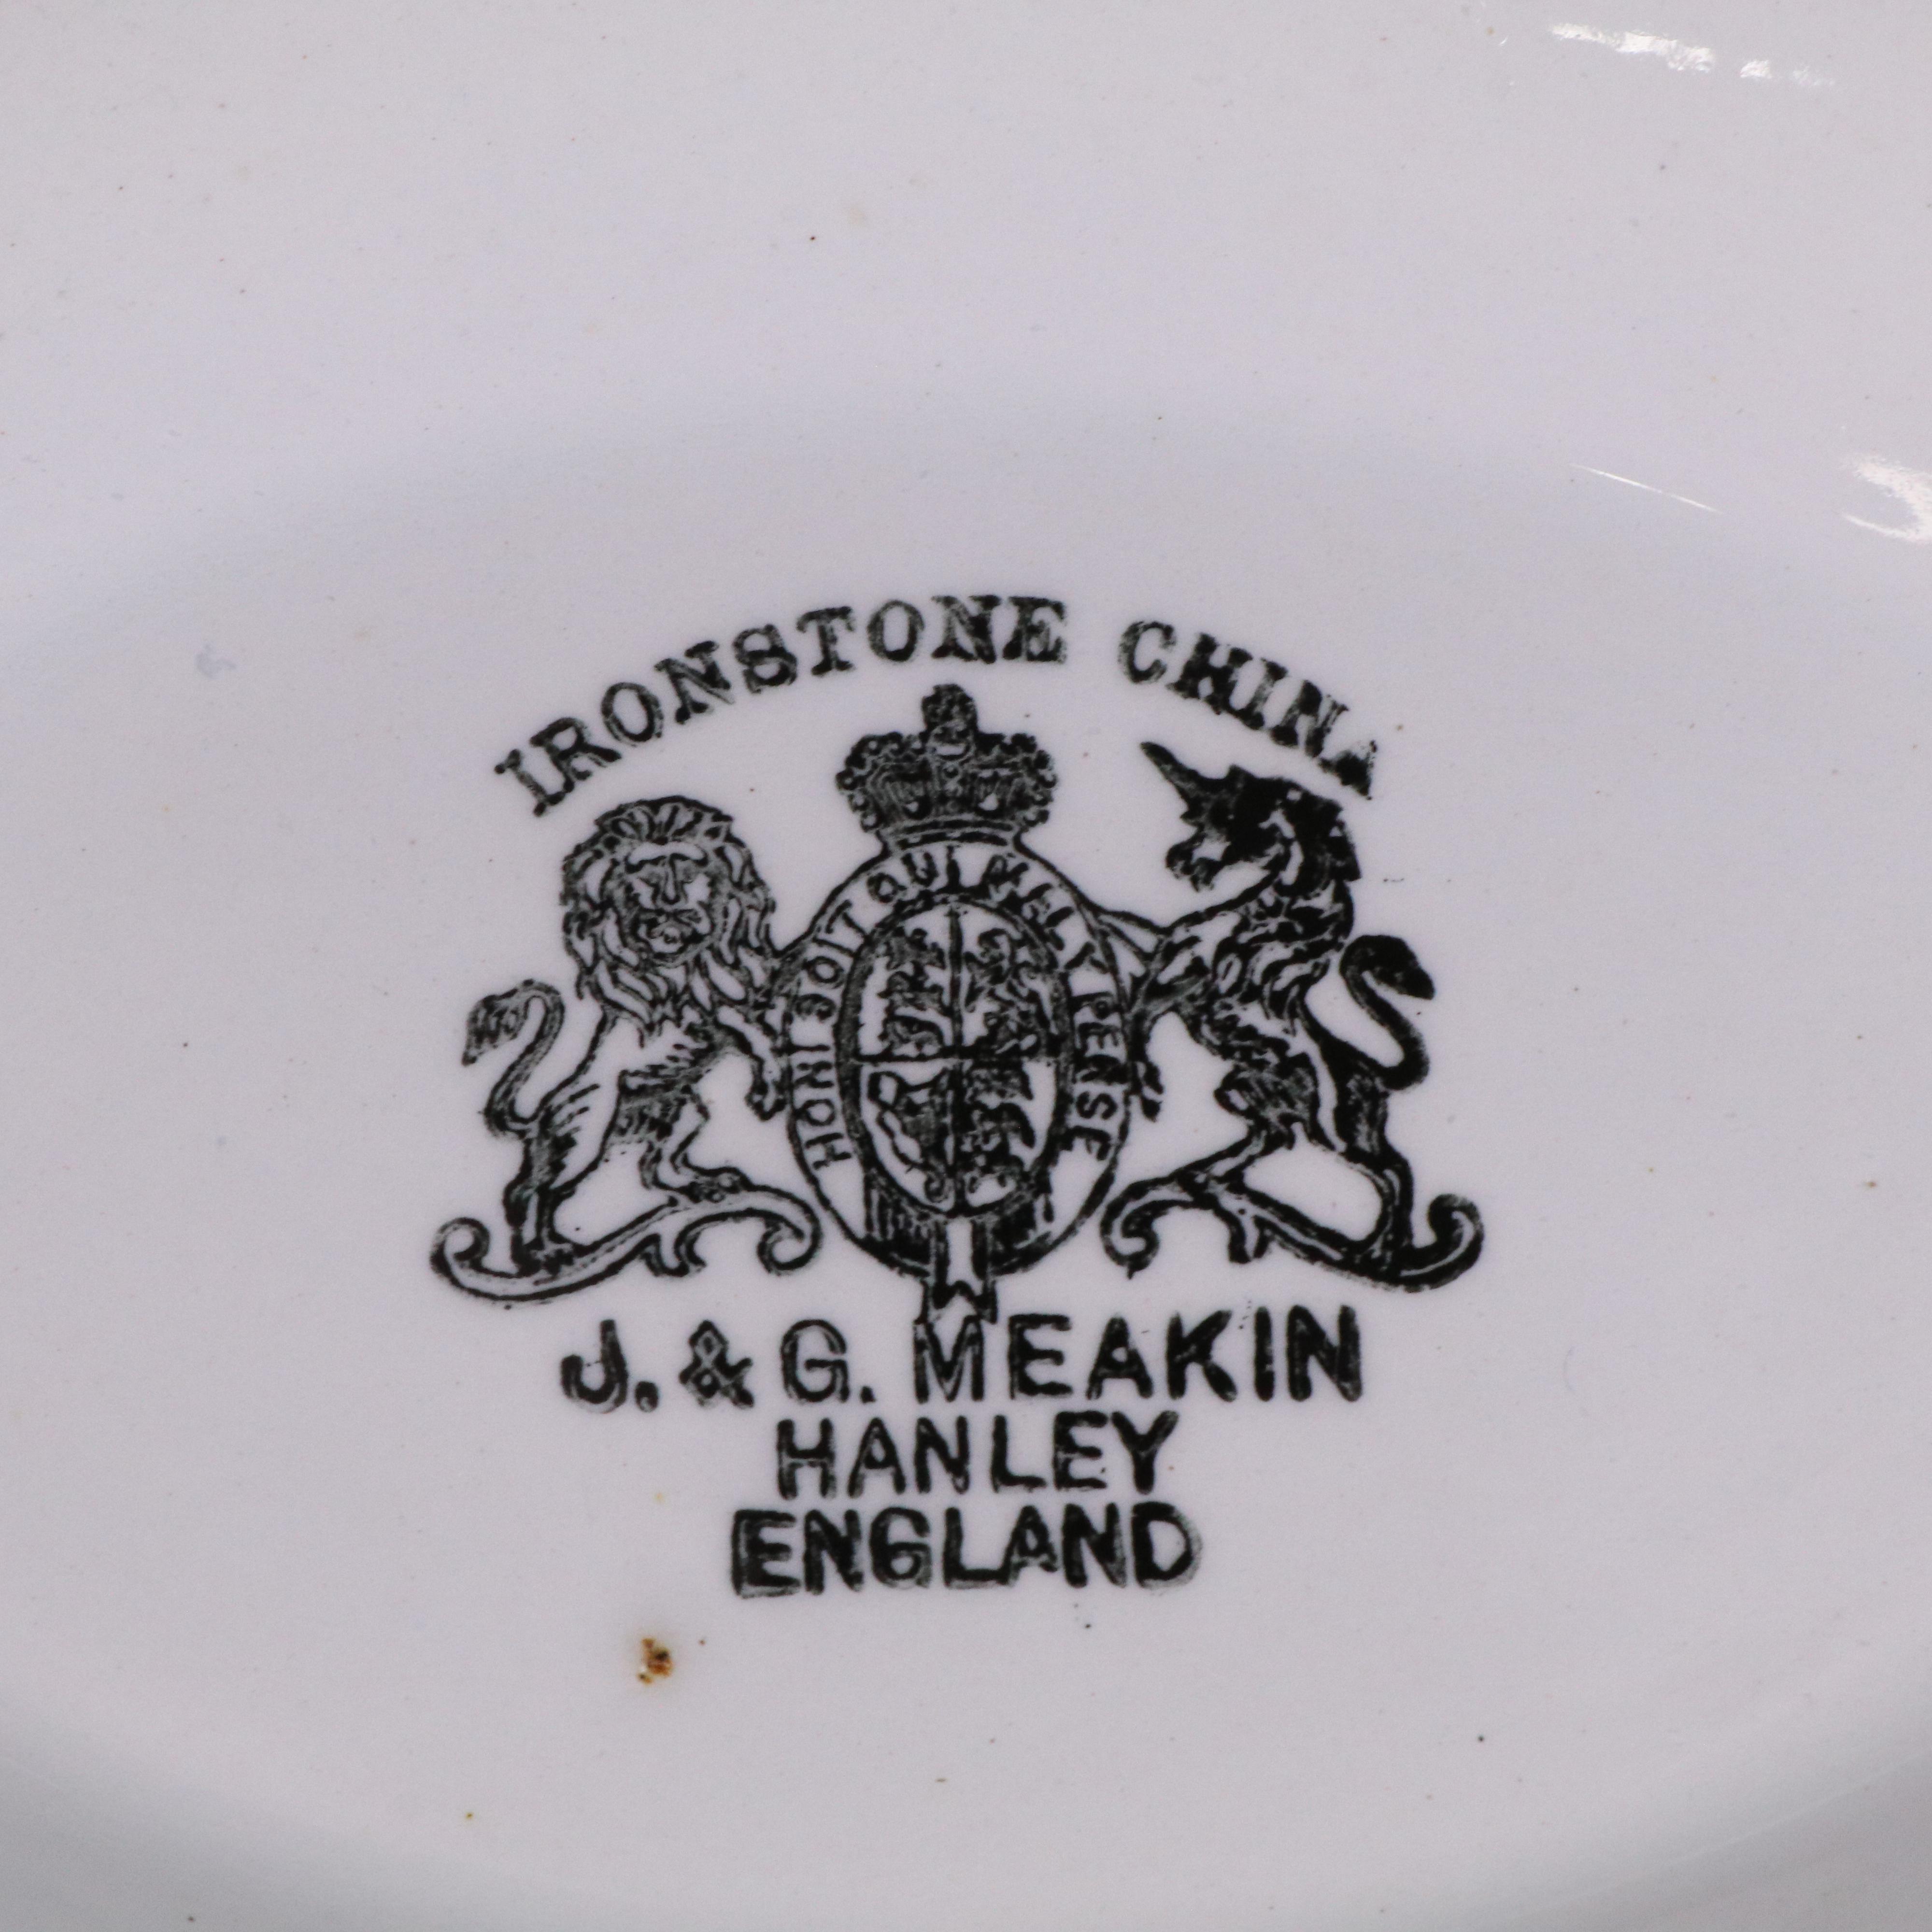 IRONSTONE CHINA
HONI SOIT QUI MAL Y PENSE
J. & G. MEAKIN
HANLEY
ENGLAND